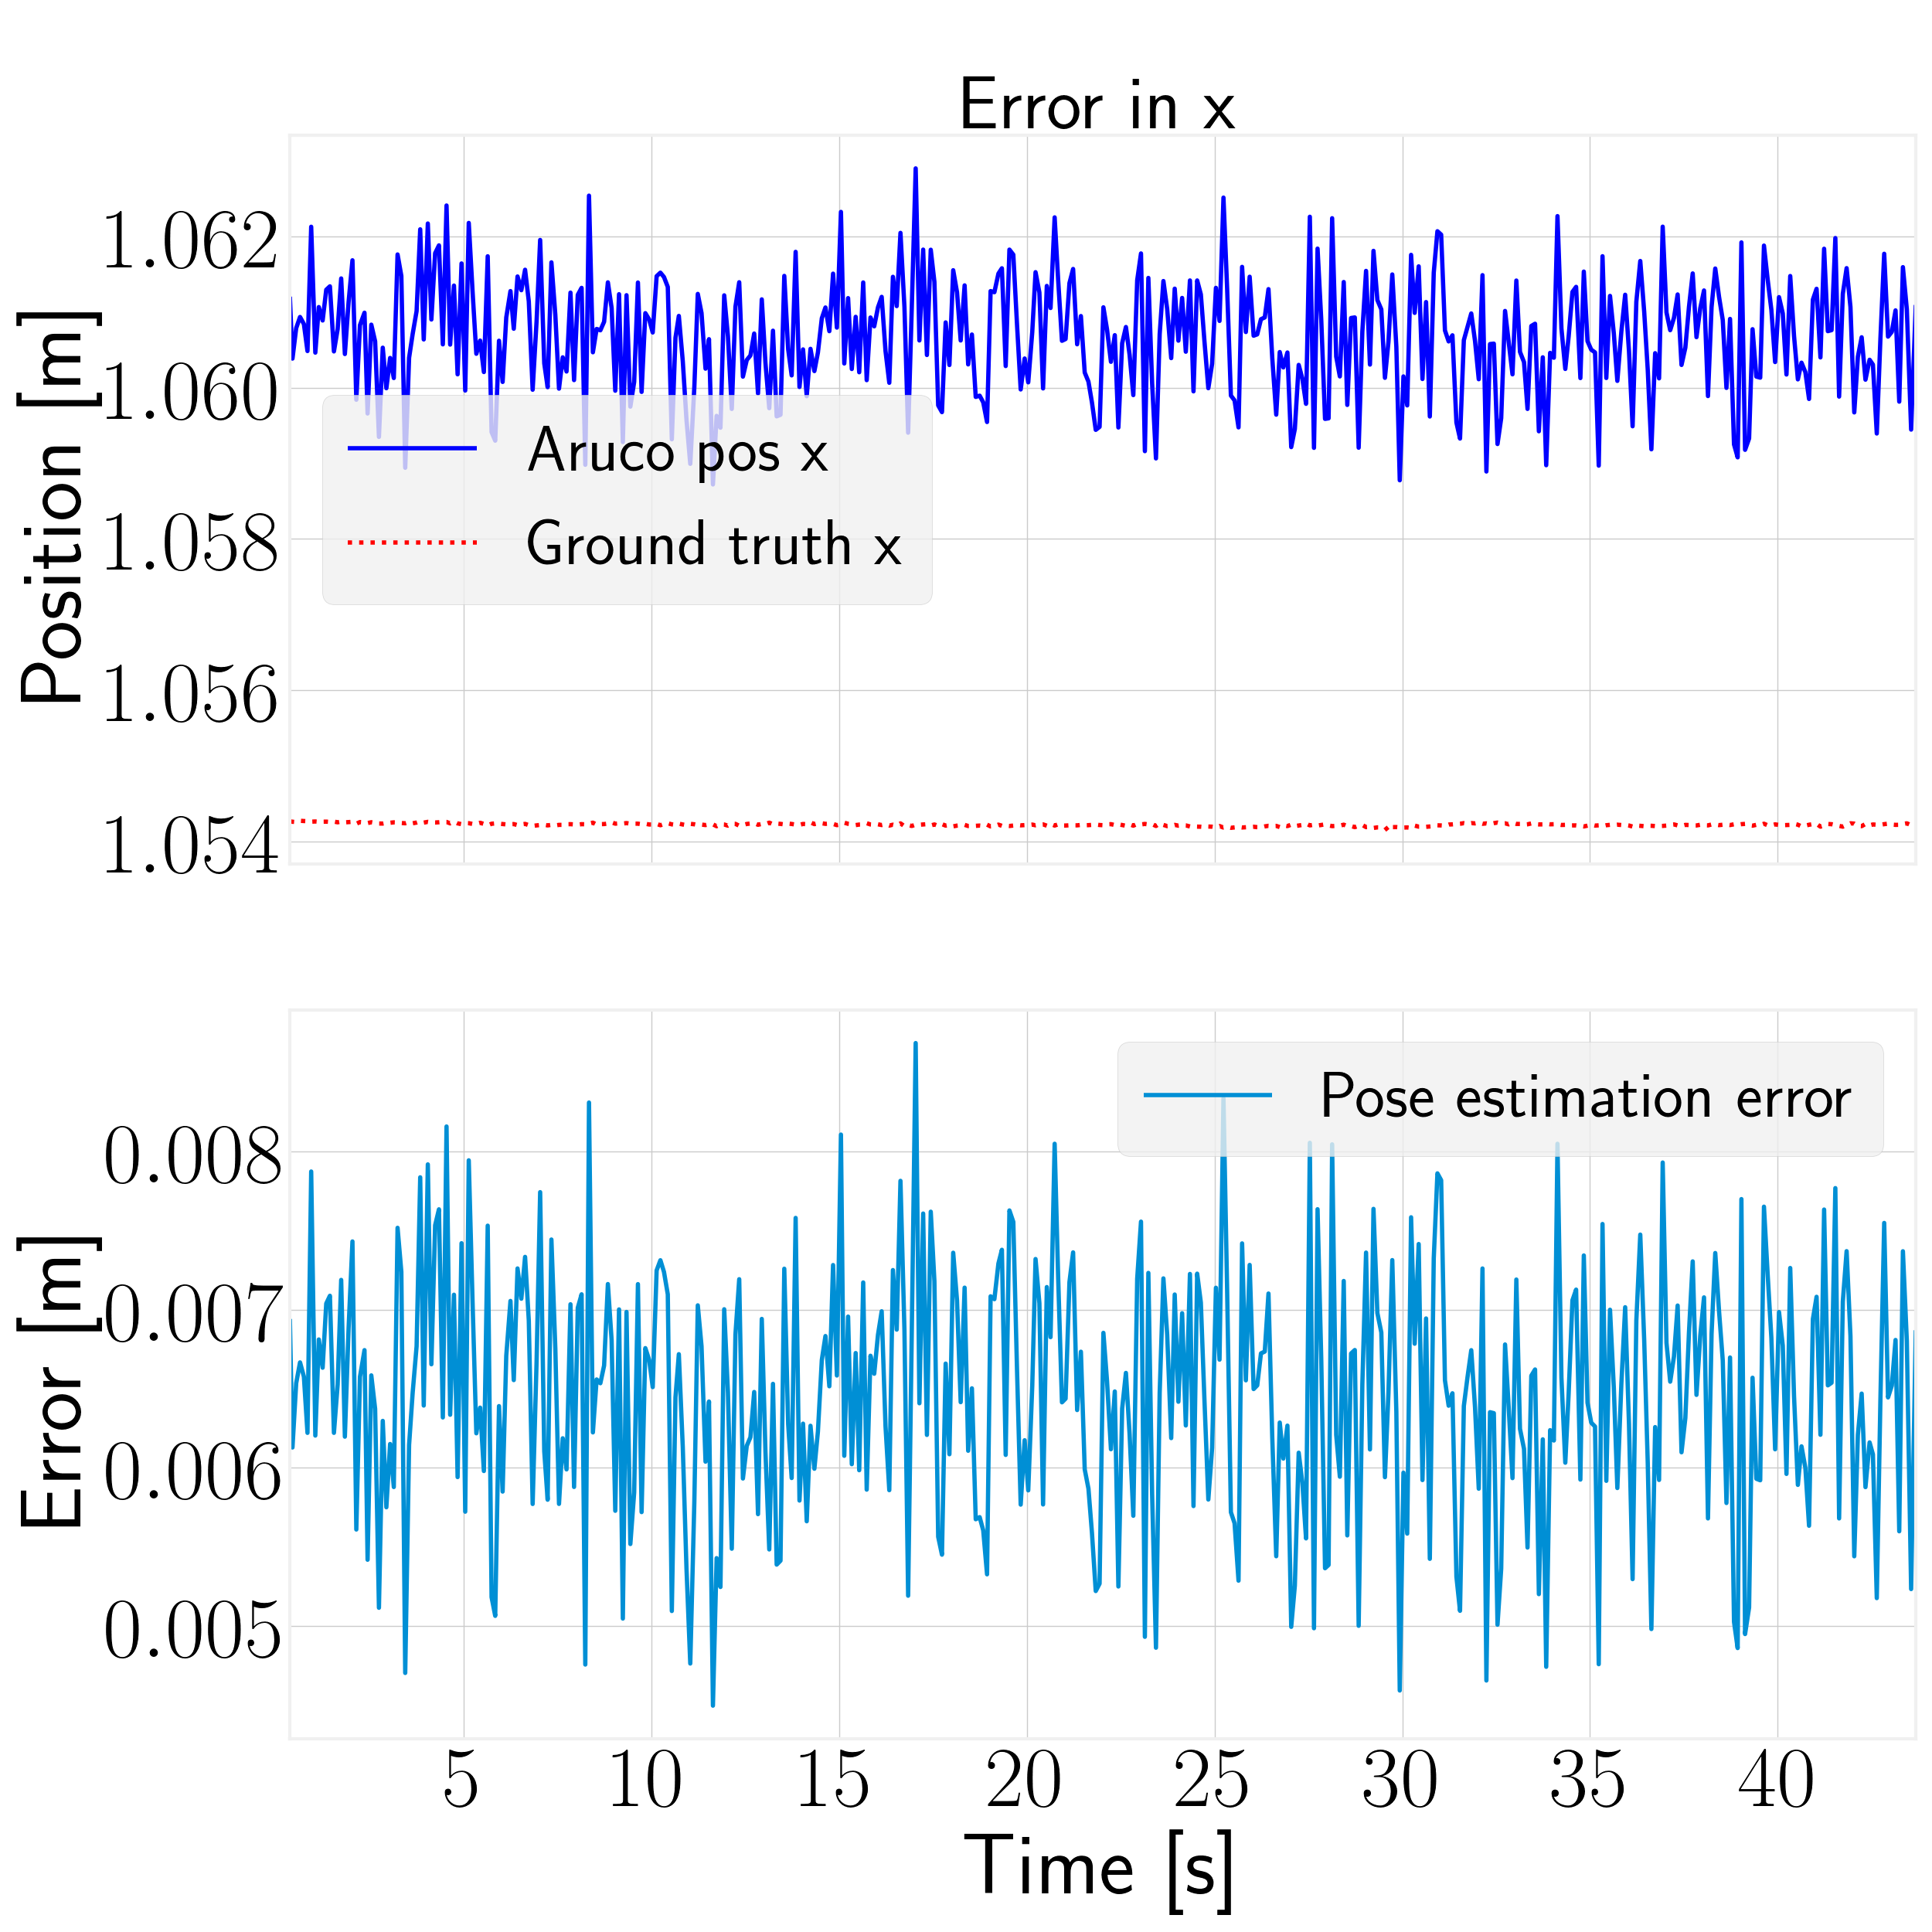 Error in x
Position [m]
1.062
1.060
1.058
1.056
1.054
Aruco pos x
Ground truth x
Error [m]
0.008
0.007
0.006
0.005
Pose estimation error
5 10 15 20 25 30 35 40
Time [s]